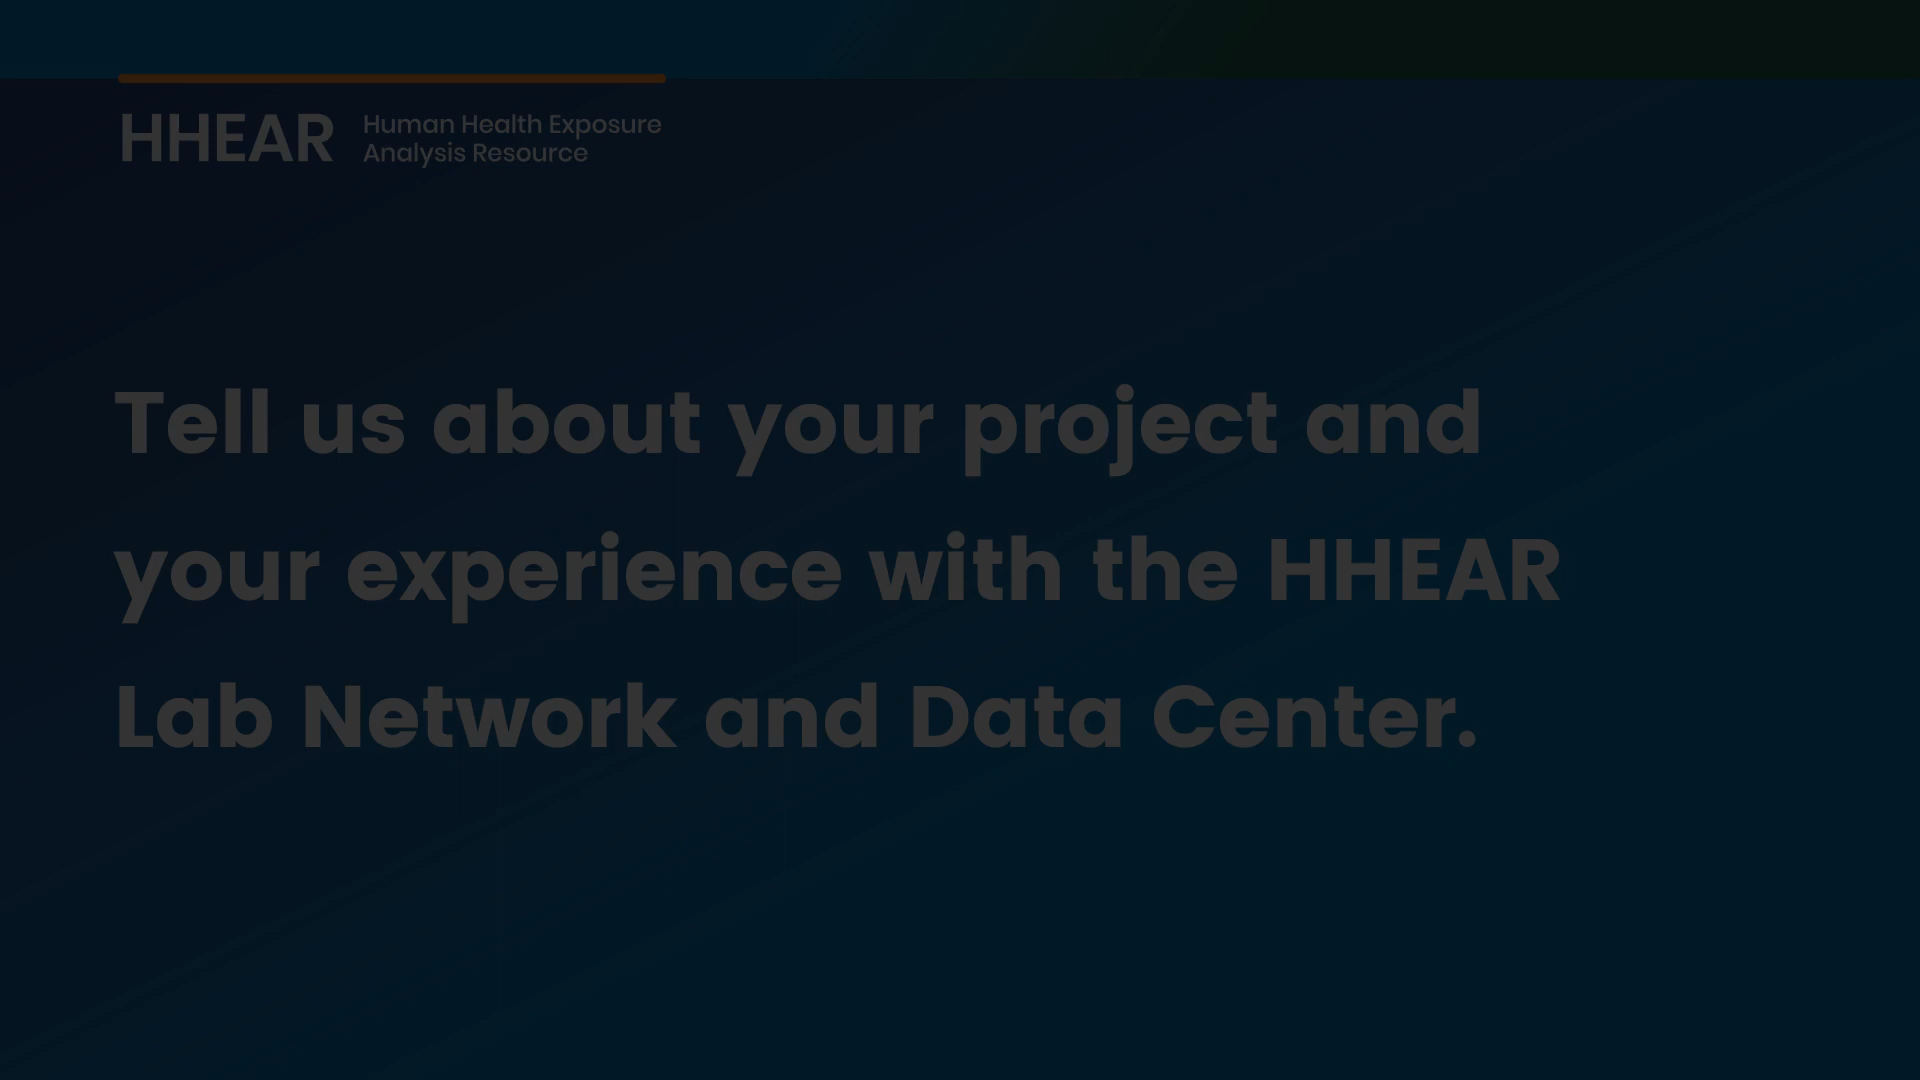 HHEAR
Human Health Exposure
Analysis Resource
Tell us about your project and
your experience with the HHEAR
Lab Network and Data Center.